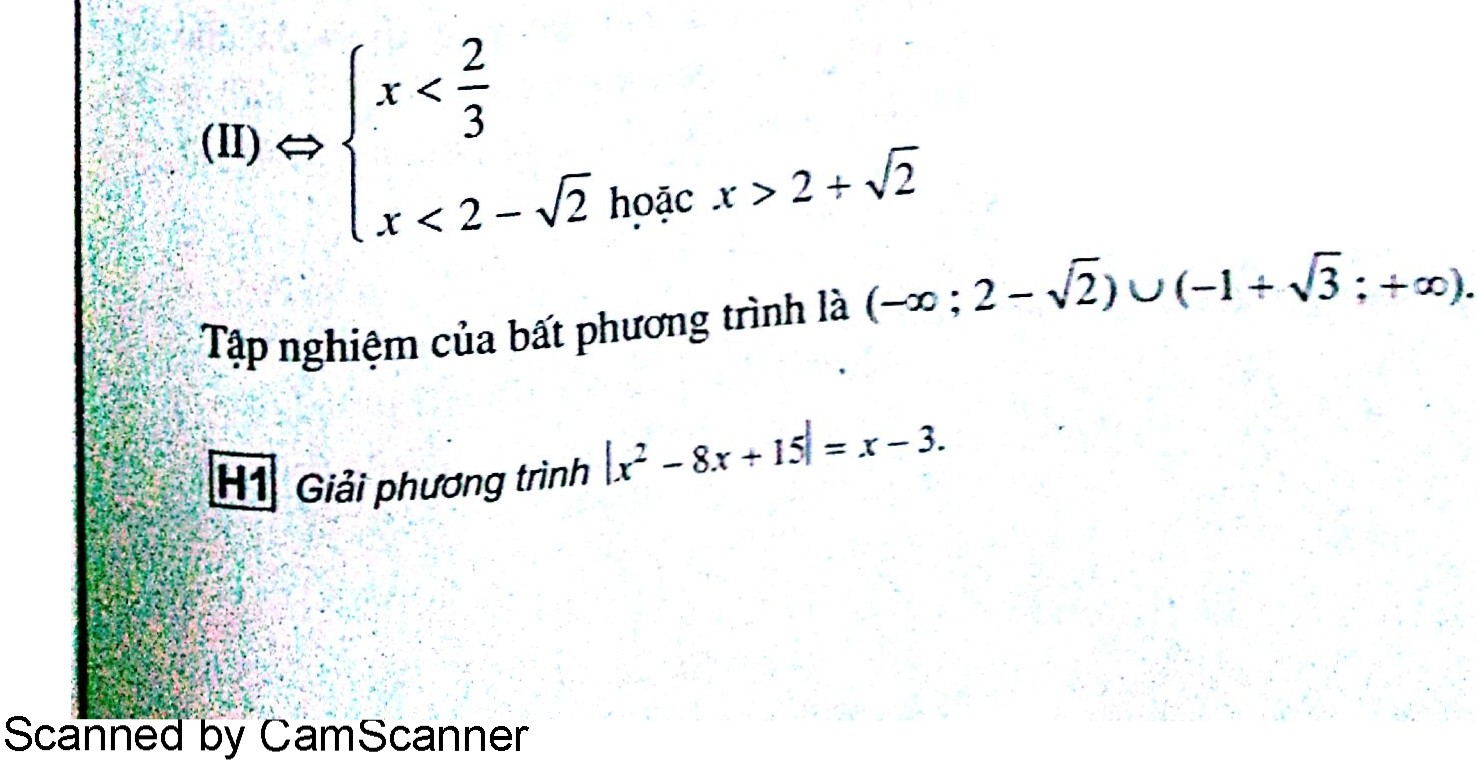 (II) ⇔ { x < 2/3
x < 2 − √2 hoặc x > 2 + √2
Tập nghiệm của bất phương trình là (−∞ ; 2 − √2) ∪ (−1 + √3 ; +∞).
H1 Giải phương trình |x² − 8x + 15| = x − 3.
Scanned by CamScanner